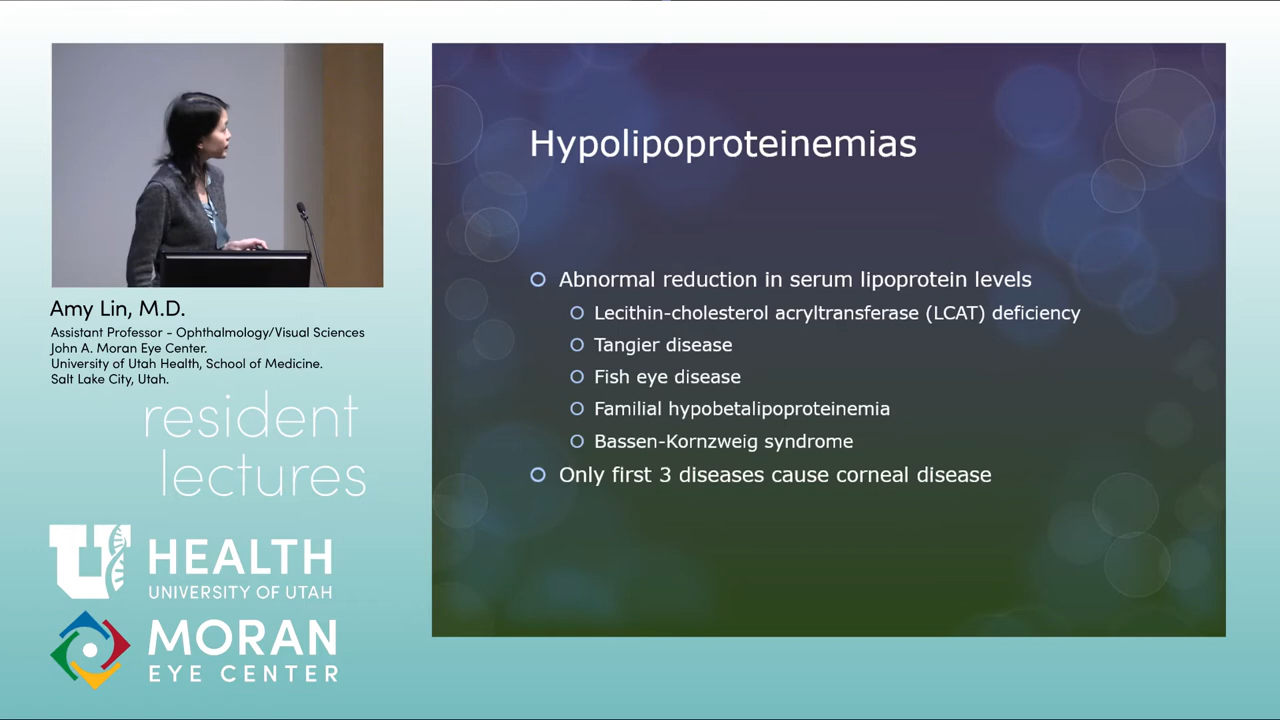 Amy Lin, M.D.
Assistant Professor - Ophthalmology/Visual Sciences
John A. Moran Eye Center.
University of Utah Health, School of Medicine.
Salt Lake City, Utah.
resident
lectures
U HEALTH
UNIVERSITY OF UTAH
MORAN
EYE CENTER
Hypolipoproteinemias
Abnormal reduction in serum lipoprotein levels
Lecithin-cholesterol acryltransferase (LCAT) deficiency
Tangier disease
Fish eye disease
Familial hypobetalipoproteinemia
Bassen-Kornzweig syndrome
Only first 3 diseases cause corneal disease